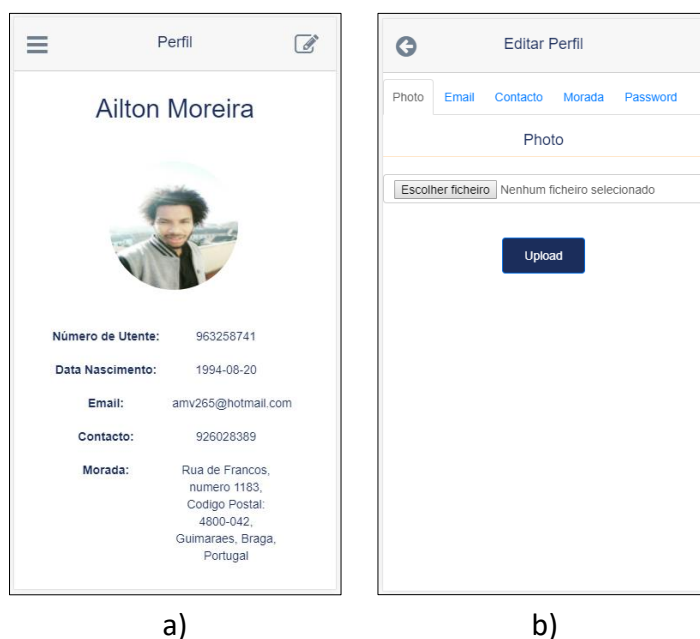 Perfil
Ailton Moreira
Número de Utente: 963258741
Data Nascimento: 1994-08-20
Email: amv265@hotmail.com
Contacto: 926028389
Morada: Rua de Francos,
numero 1183,
Codigo Postal:
4800-042,
Guimaraes, Braga,
Portugal
a)
Editar Perfil
Photo Email Contacto Morada Password
Photo
Escolher ficheiro Nenhum ficheiro selecionado
Upload
b)